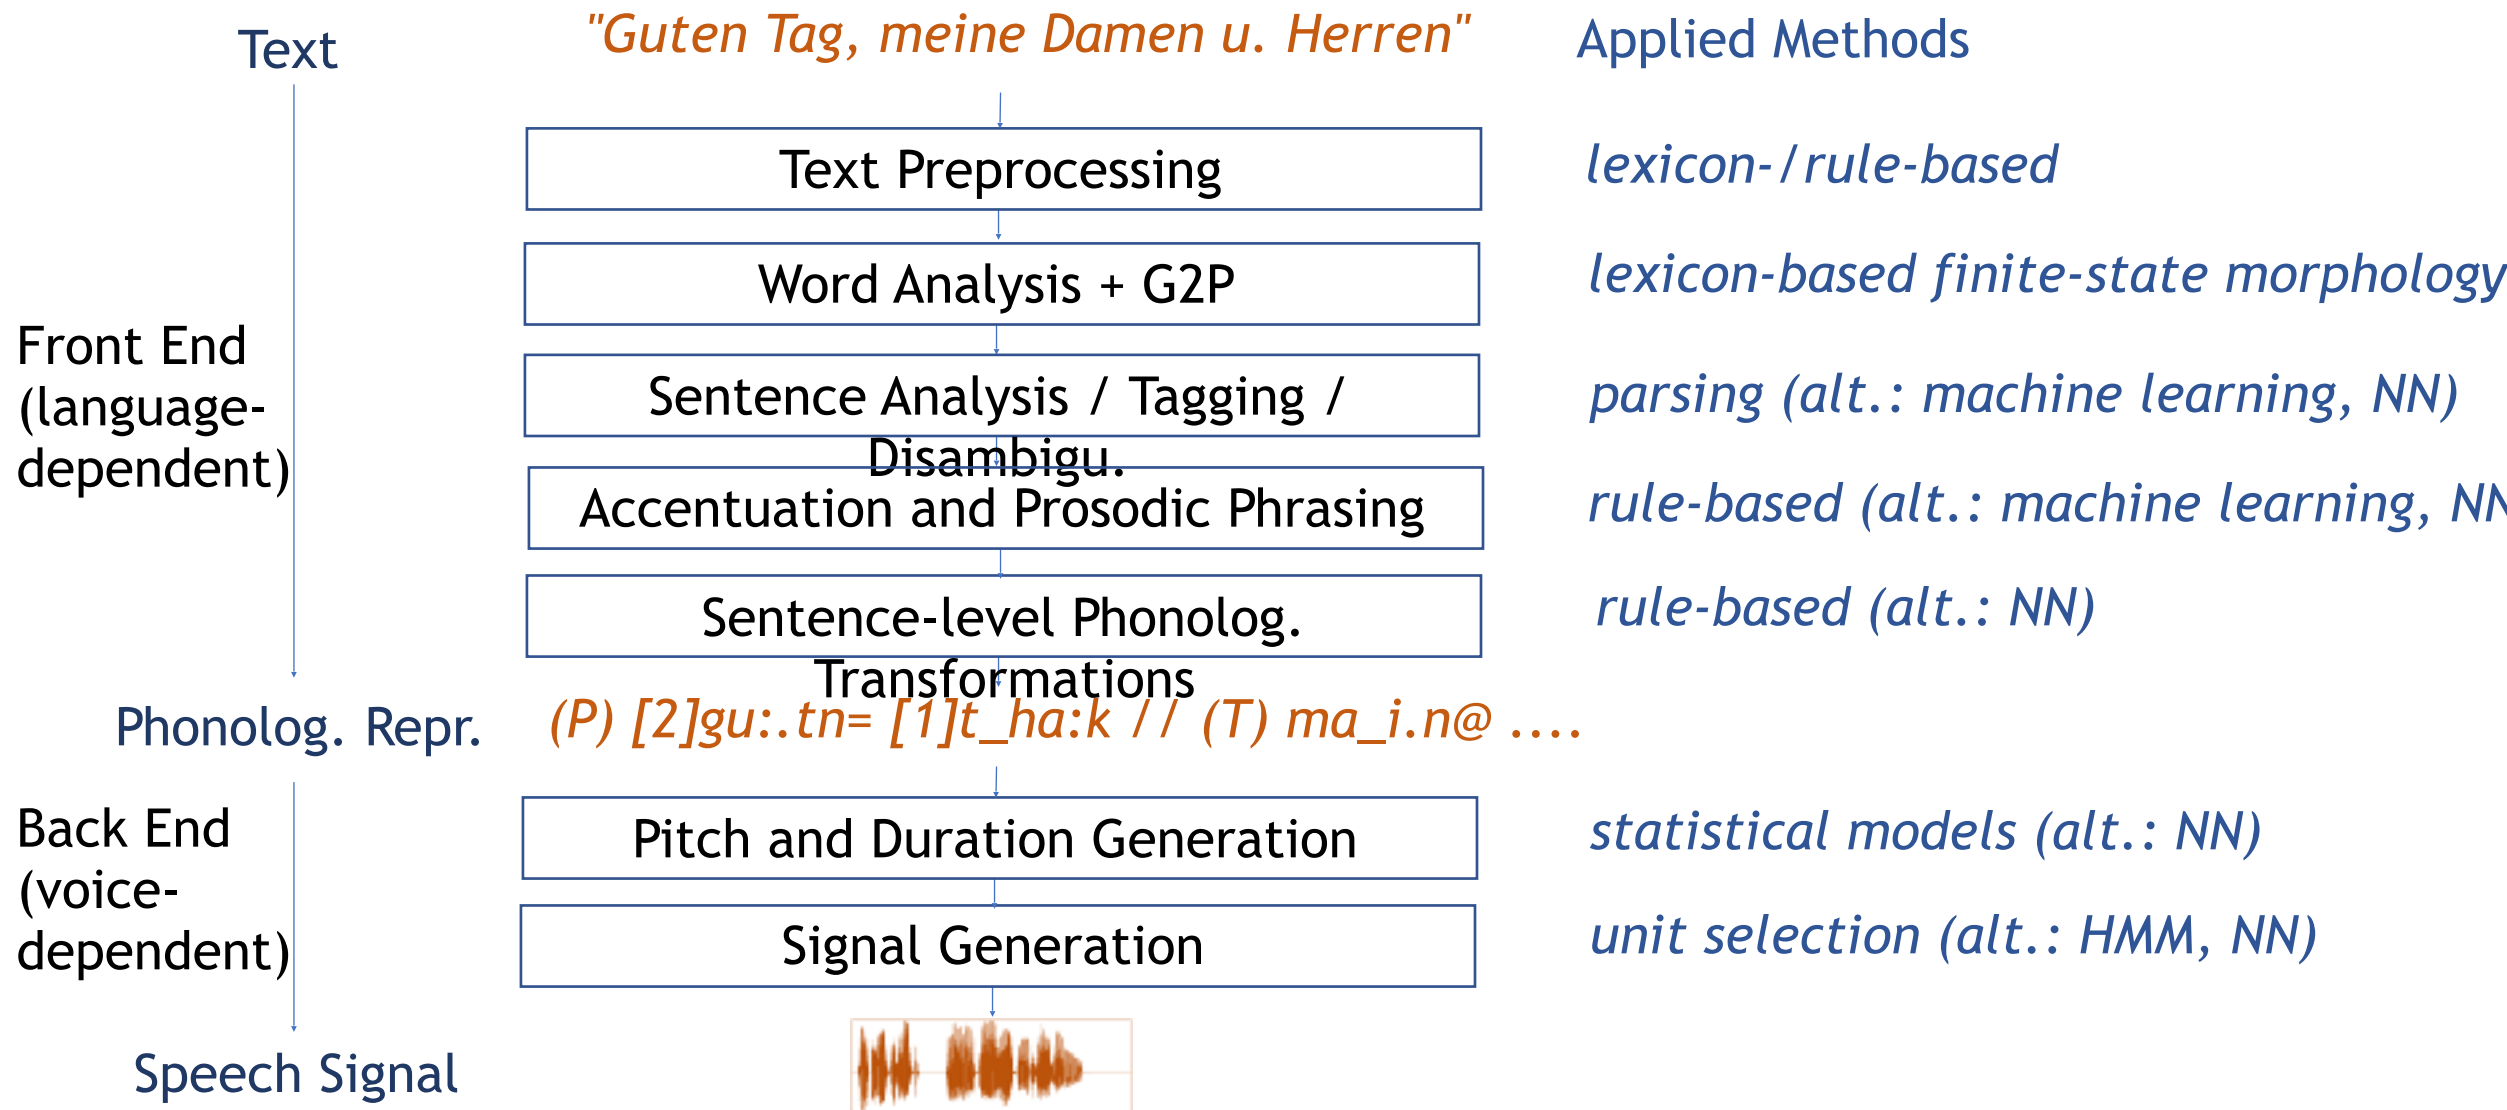 Text
"Guten Tag, meine Damen u. Herren"
Applied Methods
Text Preprocessing
lexicon-/rule-based
Word Analysis + G2P
lexicon-based finite-state morphology
Front End
(language-
dependent)
Sentence Analysis / Tagging /
Disambigu.
parsing (alt.: machine learning, NN)
Accentuation and Prosodic Phrasing
rule-based (alt.: machine learning, NN
Sentence-level Phonolog.
Transformations
rule-based (alt.: NN)
Phonolog. Repr.
(P) [2]gu:.tn= [1]t_ha:k // (T) ma_i.n@ ....
Back End
(voice-
dependent)
Pitch and Duration Generation
statistical models (alt.: NN)
Signal Generation
unit selection (alt.: HMM, NN)
Speech Signal